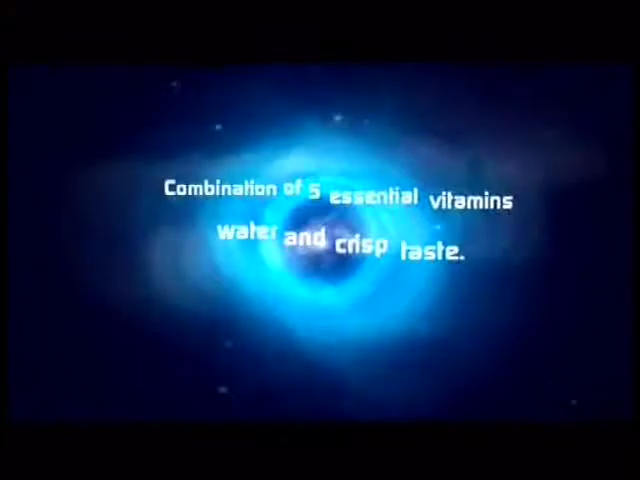 Combination of 5 essential vitamins
water and crisp taste.